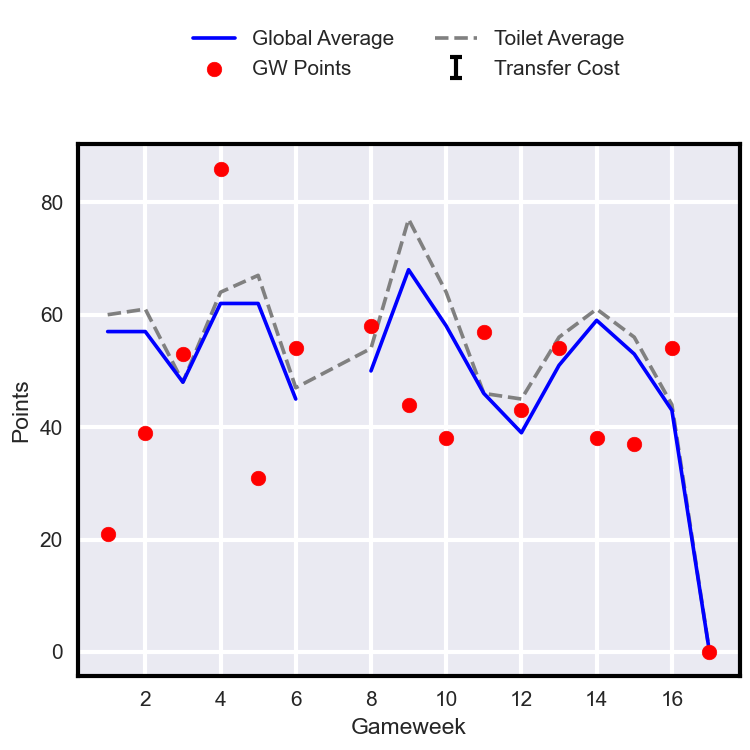 Global Average
Toilet Average
GW Points
Transfer Cost
80
60
40
20
0
Points
2 4 6 8 10 12 14 16
Gameweek